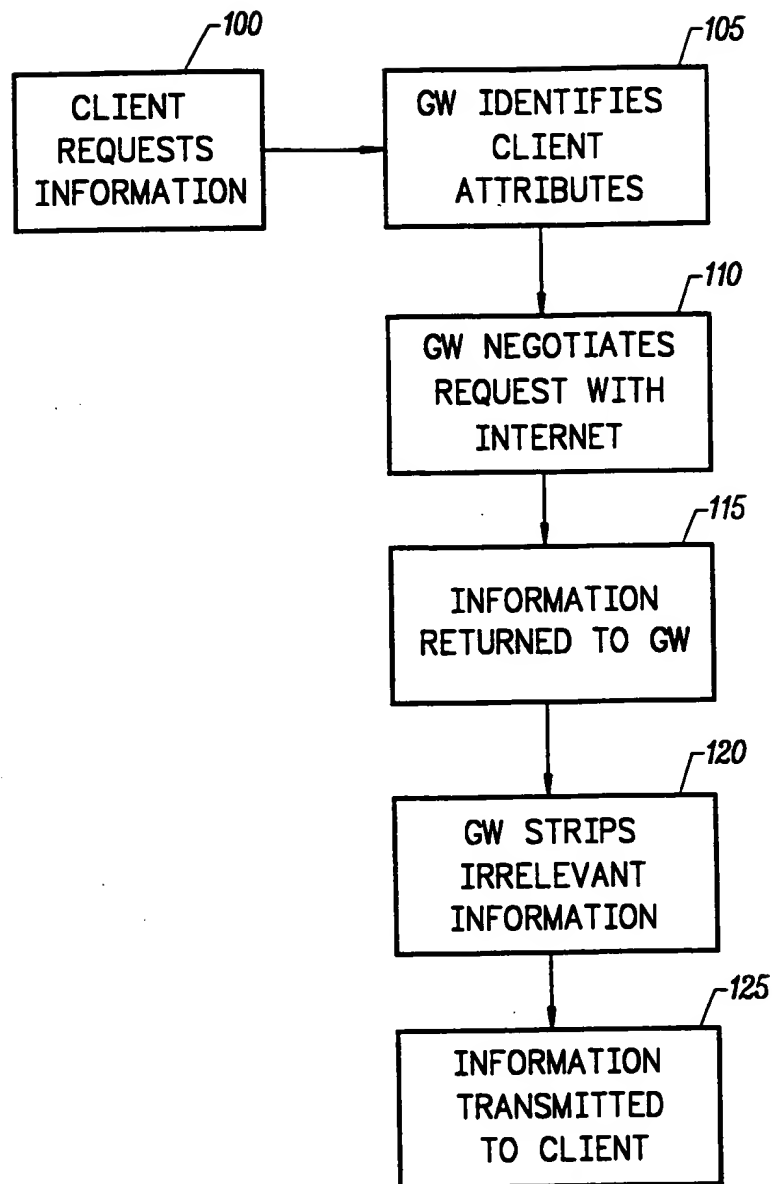 100
CLIENT
REQUESTS
INFORMATION
105
GW IDENTIFIES
CLIENT
ATTRIBUTES
110
GW NEGOTIATES
REQUEST WITH
INTERNET
115
INFORMATION
RETURNED TO GW
120
GW STRIPS
IRRELEVANT
INFORMATION
125
INFORMATION
TRANSMITTED
TO CLIENT